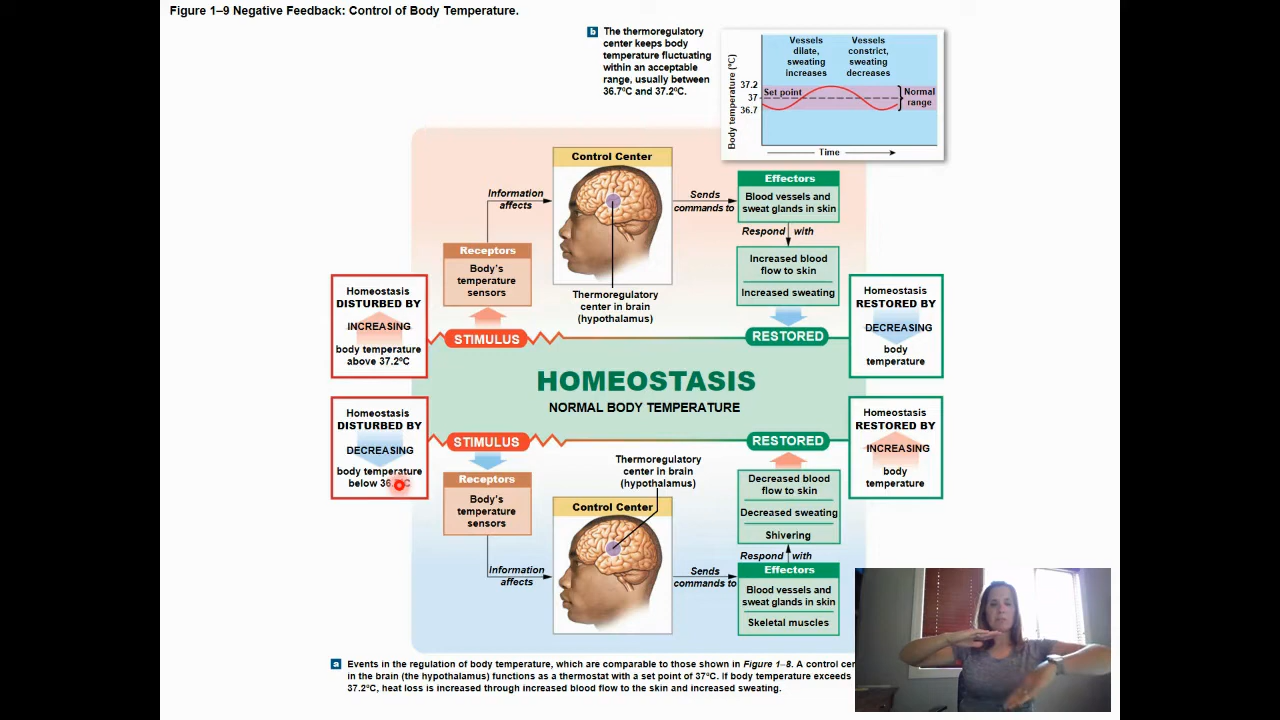 Figure 1–9 Negative Feedback: Control of Body Temperature.
b The thermoregulatory
center keeps body
temperature fluctuating
within an acceptable
range, usually between
36.7ºC and 37.2ºC.
Body temperature (ºC)
Vessels
dilate,
sweating
increases
Vessels
constrict,
sweating
decreases
37.2
37
36.7
Set point
Normal
range
Time
Control Center
Information
affects
Sends
commands to
Effectors
Blood vessels and
sweat glands in skin
Respond with
Receptors
Body's
temperature
sensors
Increased blood
flow to skin
Increased sweating
Thermoregulatory
center in brain
(hypothalamus)
Homeostasis
DISTURBED BY
INCREASING
body temperature
above 37.2ºC
STIMULUS
RESTORED
Homeostasis
RESTORED BY
DECREASING
body
temperature
HOMEOSTASIS
NORMAL BODY TEMPERATURE
Homeostasis
DISTURBED BY
DECREASING
body temperature
below
STIMULUS
RESTORED
Homeostasis
RESTORED BY
INCREASING
body
temperature
Receptors
Body's
temperature
sensors
Thermoregulatory
center in brain
(hypothalamus)
Control Center
Decreased blood
flow to skin
Decreased sweating
Shivering
Respond with
Information
affects
Sends
commands to
Effectors
Blood vessels and
sweat glands in skin
Skeletal muscles
a Events in the regulation of body temperature, which are comparable to those shown in Figure 1–8. A control
in the brain (the hypothalamus) functions as a thermostat with a set point of 37ºC. If body temperature exceeds
37.2ºC, heat loss is increased through increased blood flow to the skin and increased sweating.